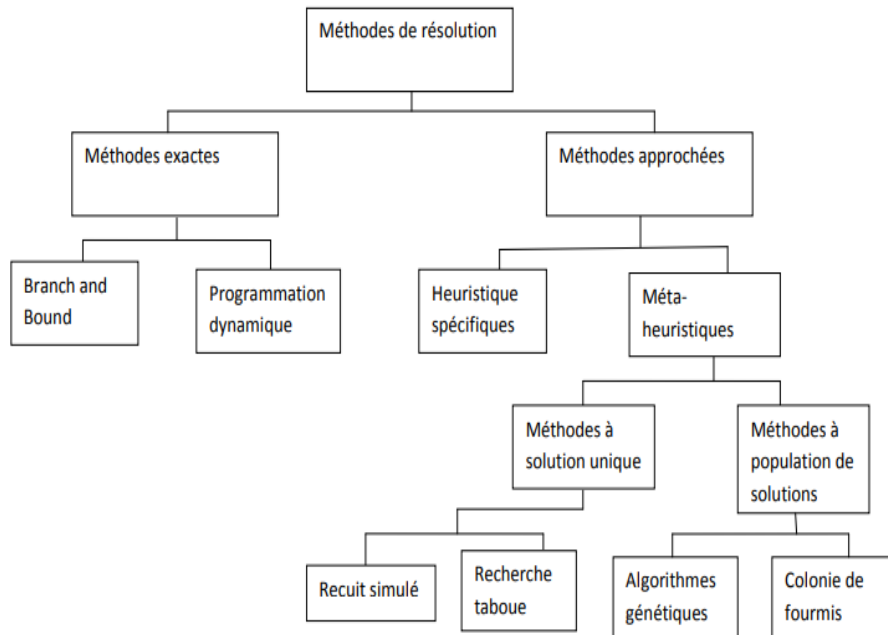 Méthodes de résolution
Méthodes exactes
Méthodes approchées
Branch and
Bound
Programmation
dynamique
Heuristique
spécifiques
Méta-
heuristiques
Méthodes à
solution unique
Méthodes à
population de
solutions
Recuit simulé
Recherche
taboue
Algorithmes
génétiques
Colonie de
fourmis